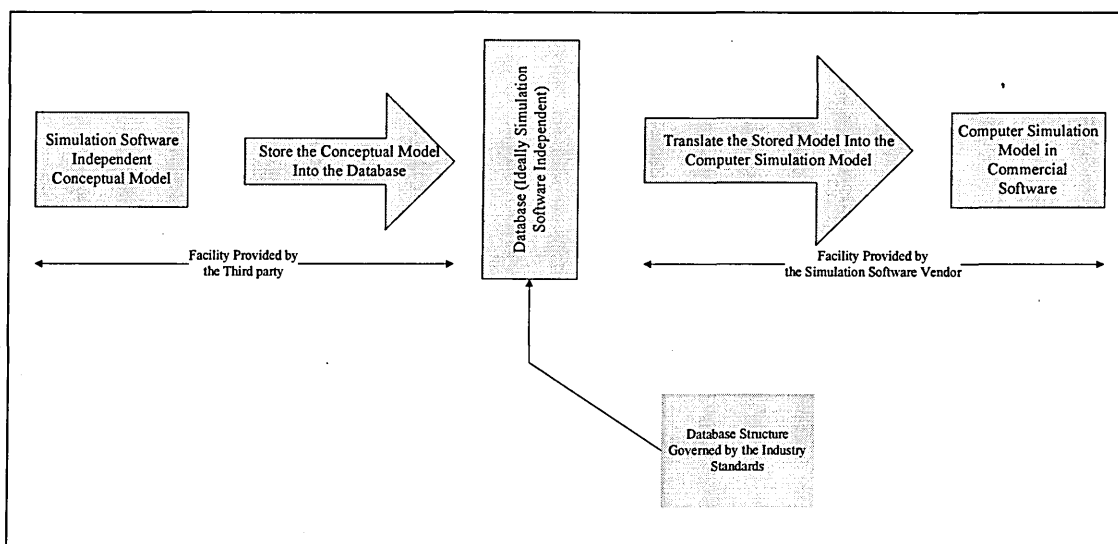 Simulation Software
Independent
Conceptual Model
Store the Conceptual Model
Into the Database
Database (Ideally Simulation
Software Independent)
Translate the Stored Model Into the
Computer Simulation Model
Computer Simulation
Model in
Commercial
Software
Facility Provided by
the Third party
Facility Provided by
the Simulation Software Vendor
Database Structure
Governed by the Industry
Standards